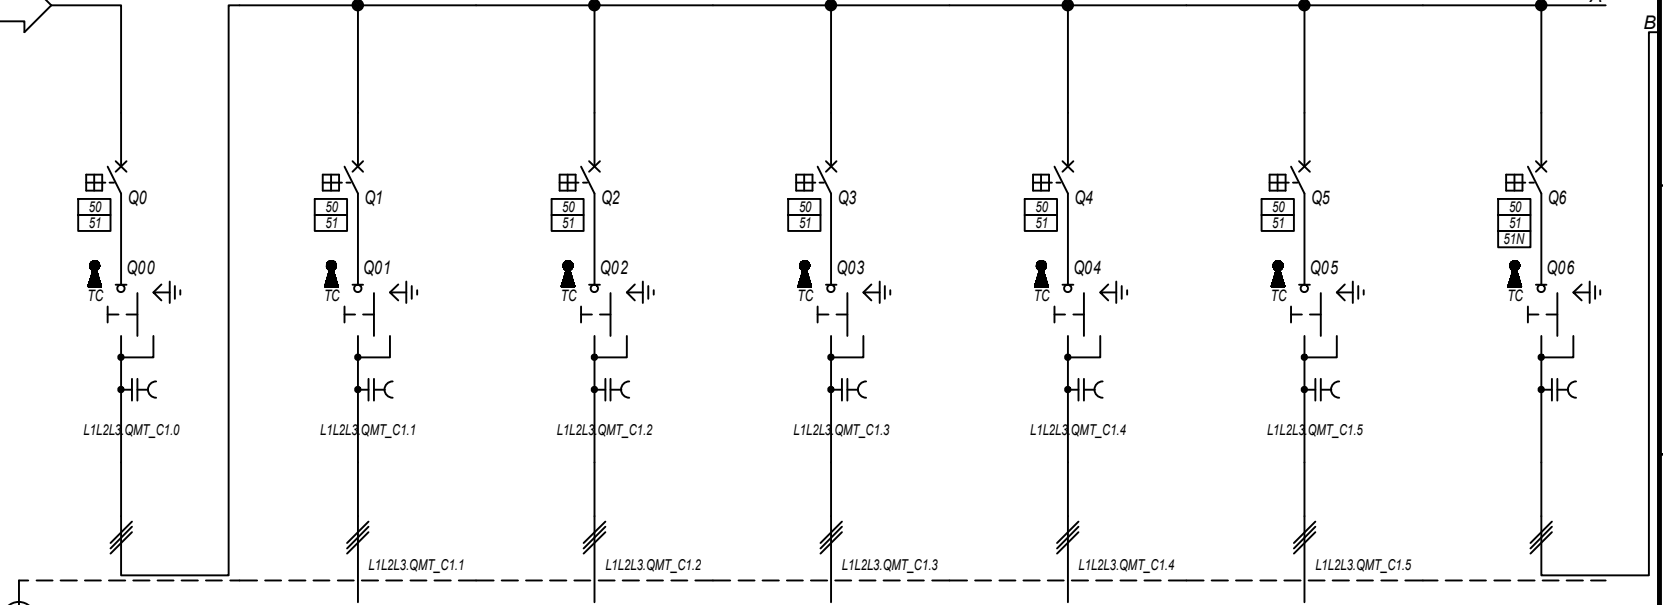 B
Q0
Q1
Q2
Q3
Q4
Q5
Q6
50
50
50
50
50
50
50
51
51
51
51
51
51
51
51N
Q00
Q01
Q02
Q03
Q04
Q05
Q06
TC
TC
TC
TC
TC
TC
TC
L1L2L3.QMT_C1.0
L1L2L3.QMT_C1.1
L1L2L3.QMT_C1.2
L1L2L3.QMT_C1.3
L1L2L3.QMT_C1.4
L1L2L3.QMT_C1.5
L1L2L3.QMT_C1.1
L1L2L3.QMT_C1.2
L1L2L3.QMT_C1.3
L1L2L3.QMT_C1.4
L1L2L3.QMT_C1.5